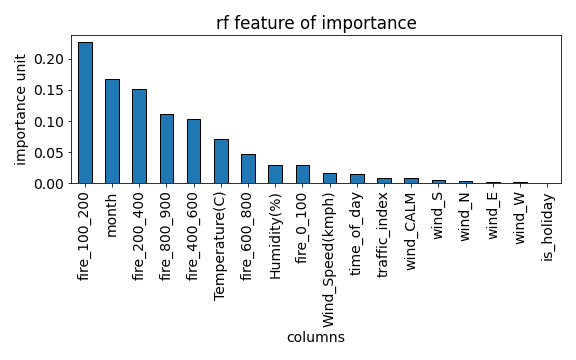 rf feature of importance
importance unit
0.20
0.15
0.10
0.05
0.00
fire_100_200
month
fire_200_400
fire_800_900
fire_400_600
Temperature(C)
fire_600_800
Humidity(%)
fire_0_100
Wind_Speed(kmph)
time_of_day
traffic_index
wind_CALM
wind_S
wind_N
wind_E
wind_W
is_holiday
columns